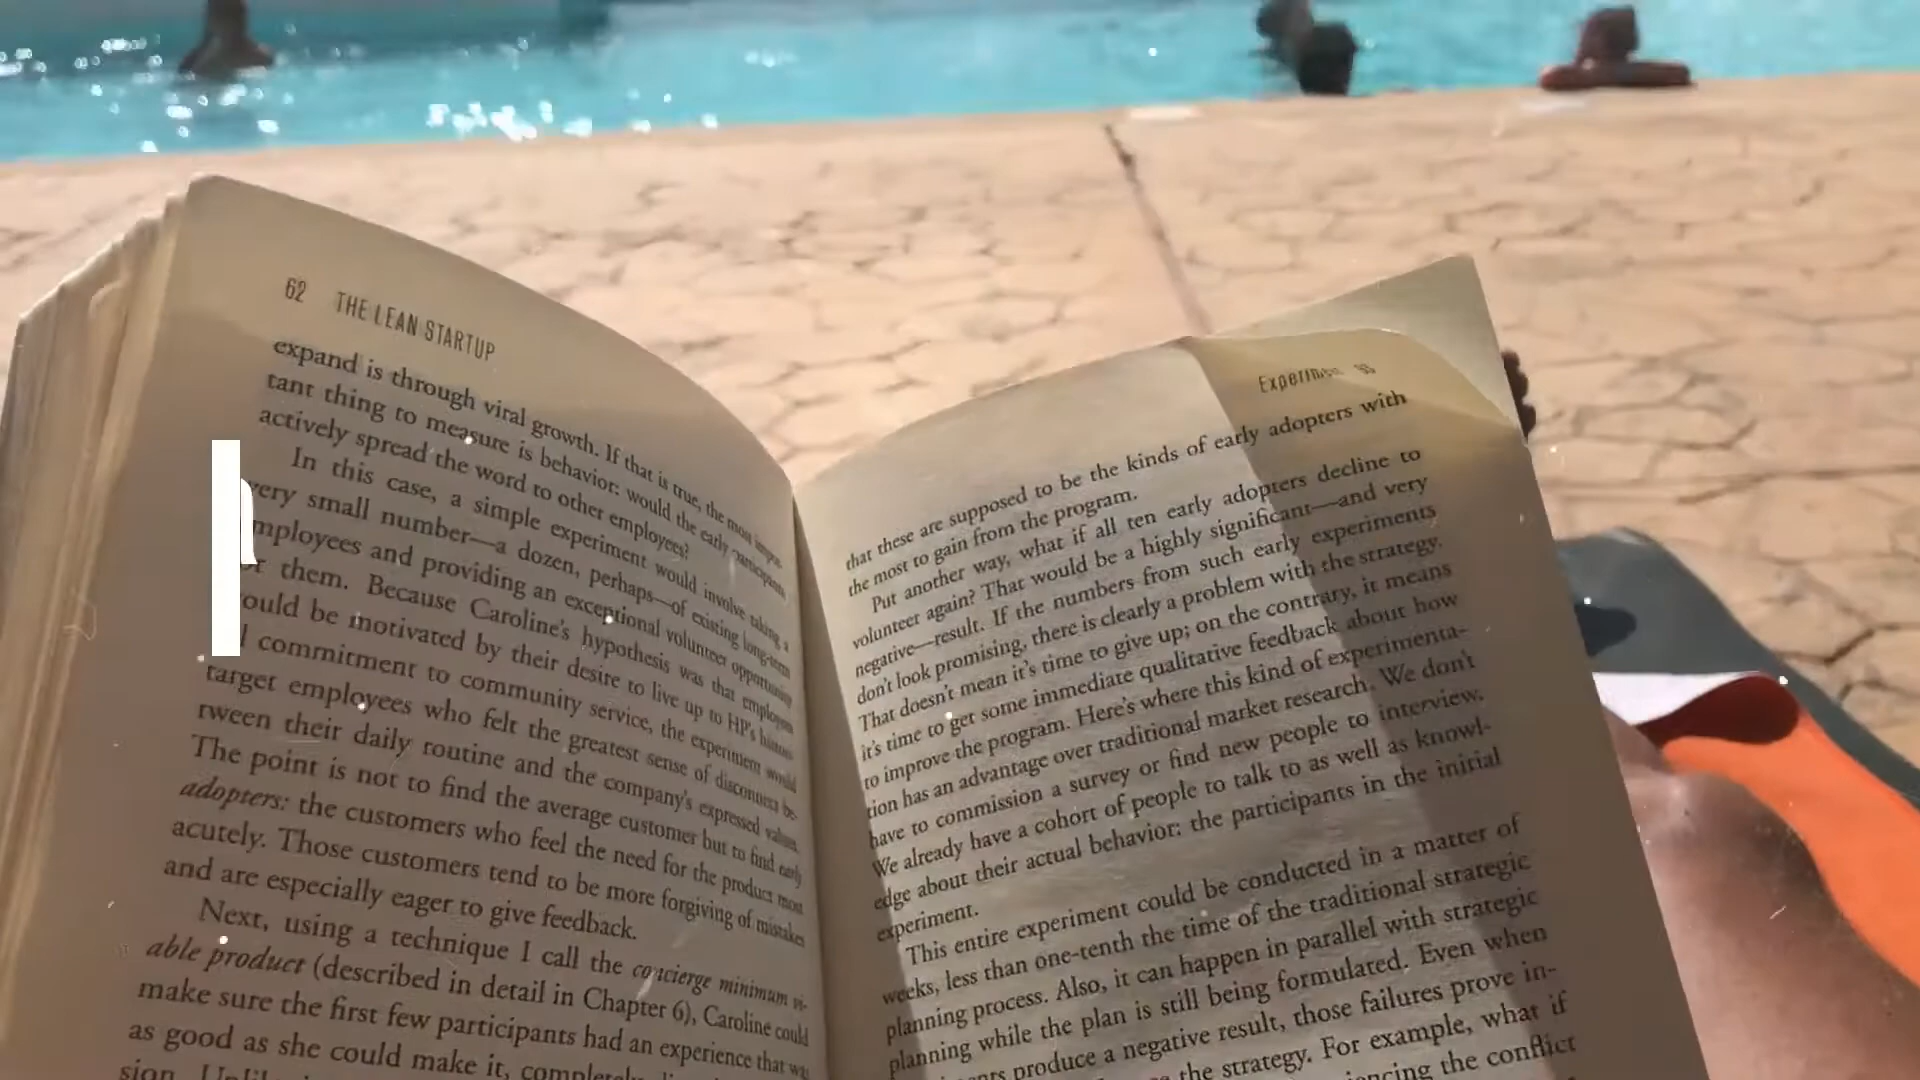 62 THE LEAN STARTUP
expand is through viral growth. If that is true, the most impor-
tant thing to measure is behavior: would the early participants
actively spread the word to other employees?
In this case, a simple experiment would involve taking a
very small number—a dozen, perhaps—of existing long-term
employees and providing an exceptional volunteer opportunity
them. Because Caroline's hypothesis was that employees
would be motivated by their desire to live up to HP's
commitment to community service, the experiment would
target employees who felt the greatest sense of disconnect be-
tween their daily routine and the company's expressed values.
The point is not to find the average customer but to find early
adopters: the customers who feel the need for the product most
acutely. Those customers tend to be more forgiving of mistakes
and are especially eager to give feedback.
Next, using a technique I call the concierge minimum vi-
able product (described in detail in Chapter 6), Caroline could
make sure the first few participants had an experience that was
as good as she could make it, completely
sion.
that these are supposed to be the kinds of early adopters with
the most to gain from the program.
Put another way, what if all ten early adopters decline to
volunteer again? That would be a highly significant—and very
negative—result. If the numbers from such early experiments
don't look promising, there is clearly a problem with the strategy.
That doesn't mean it's time to give up; on the contrary, it means
it's time to get some immediate qualitative feedback about how
to improve the program. Here's where this kind of experimenta-
tion has an advantage over traditional market research. We don't
have to commission a survey or find new people to interview.
We already have a cohort of people to talk to as well as knowl-
edge about their actual behavior: the participants in the initial
experiment.
This entire experiment could be conducted in a matter of
weeks, less than one-tenth the time of the traditional strategic
planning process. Also, it can happen in parallel with strategic
planning while the plan is still being formulated. Even when
produce a negative result, those failures prove in-
the strategy. For example, what if
the conflict